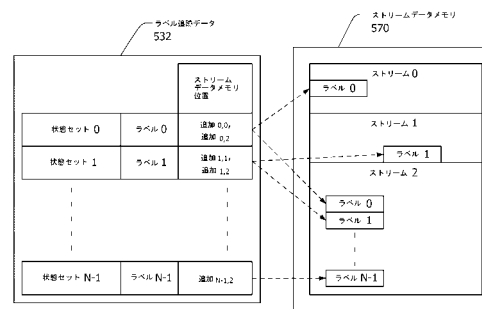 ラベル追跡データ
532
ストリームデータメモリ
570
ストリーム
データメモリ
位置
状態セット 0
ラベル 0
追加 0,0,
追加 0,2
状態セット 1
ラベル 1
追加 1,1,
追加 1,2
状態セット N-1
ラベル N-1
追加 N-1,2
ストリーム 0
ラベル 0
ストリーム 1
ラベル 1
ストリーム 2
ラベル 0
ラベル 1
ラベル N-1